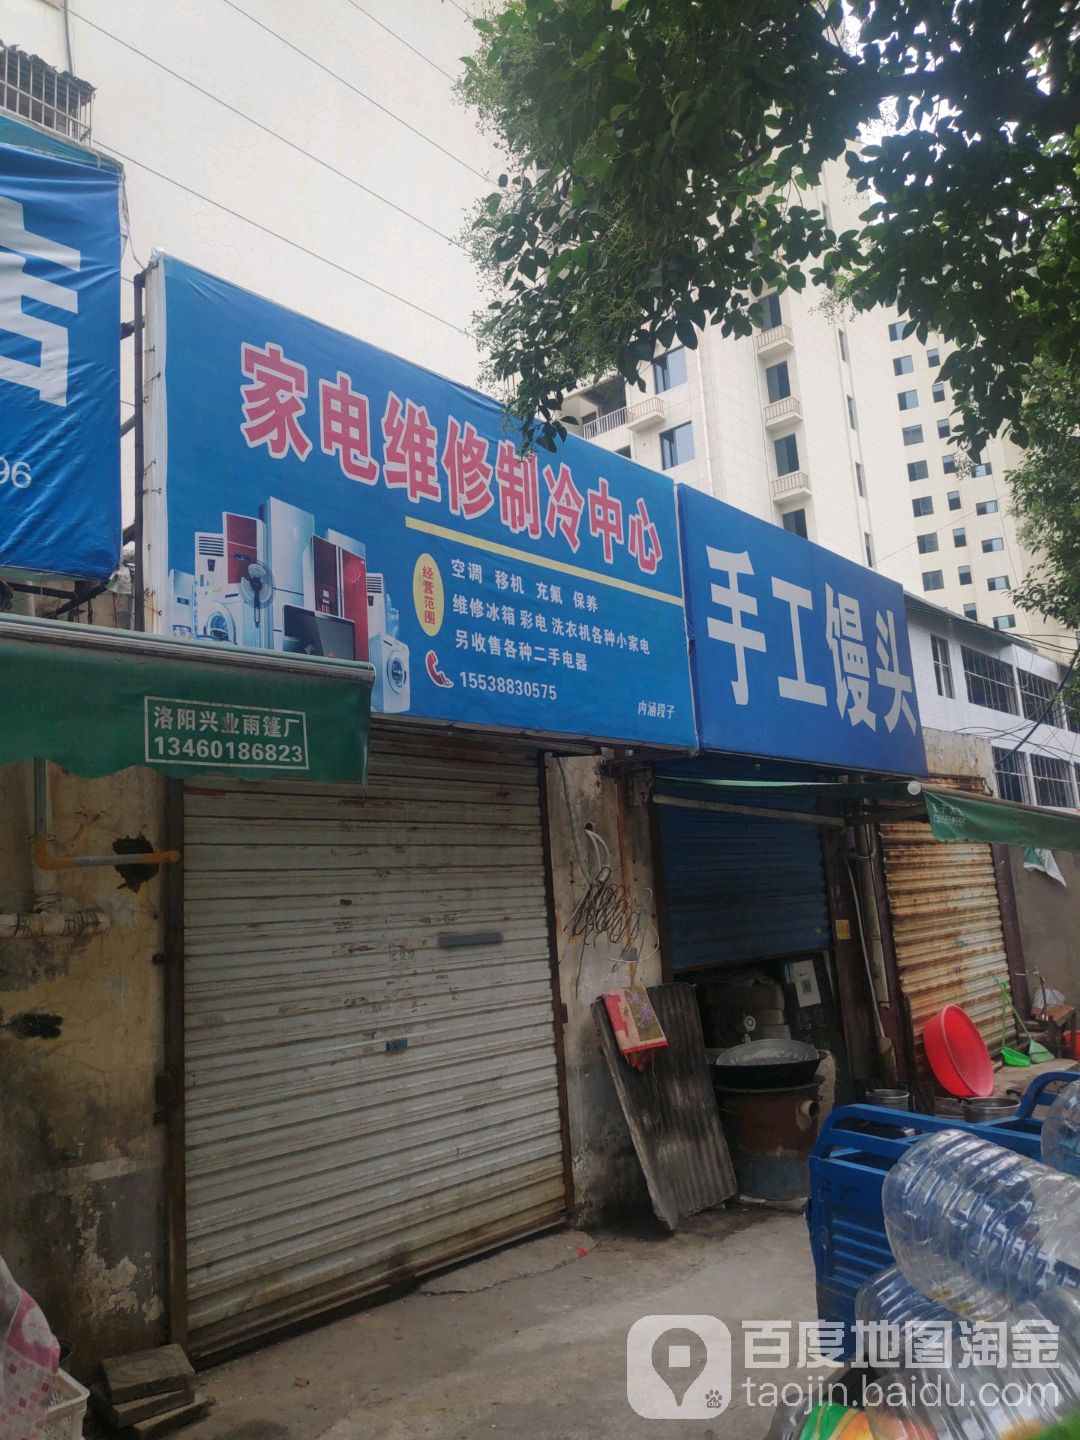 96
家电维修制冷中心
经营范围
空调 移机 充氟 保养
维修冰箱 彩电 洗衣机各种小家电
另收售各种二手电器
15538830575
内涵段子
手工馒头
洛阳兴业雨篷厂
13460186823
百度地图淘金
taojin.baidu.com